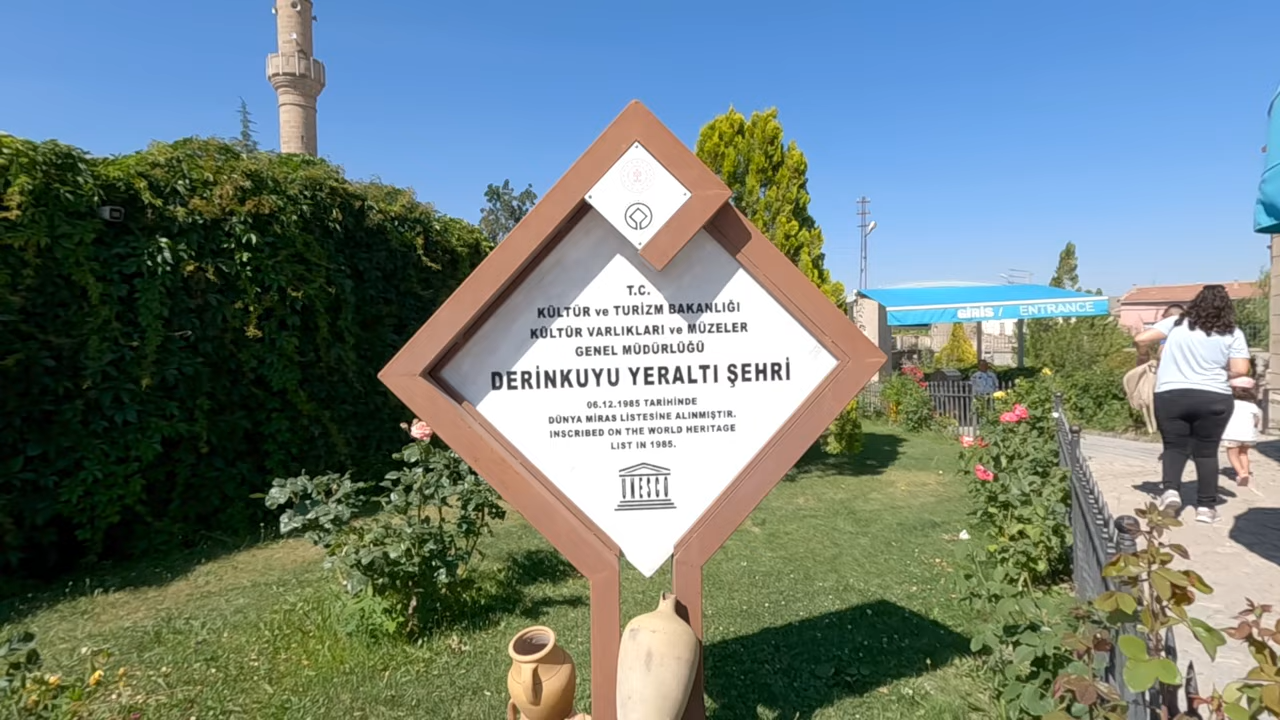 T.C.
KÜLTÜR ve TURİZM BAKANLIĞI
KÜLTÜR VARLIKLARI ve MÜZELER
GENEL MÜDÜRLÜĞÜ
DERİNKUYU YERALTI ŞEHRİ
06.12.1985 TARİHİNDE
DÜNYA MİRAS LİSTESİNE ALINMIŞTIR.
INSCRIBED ON THE WORLD HERITAGE
LIST IN 1985.
UNESCO
GİRİŞ / ENTRANCE